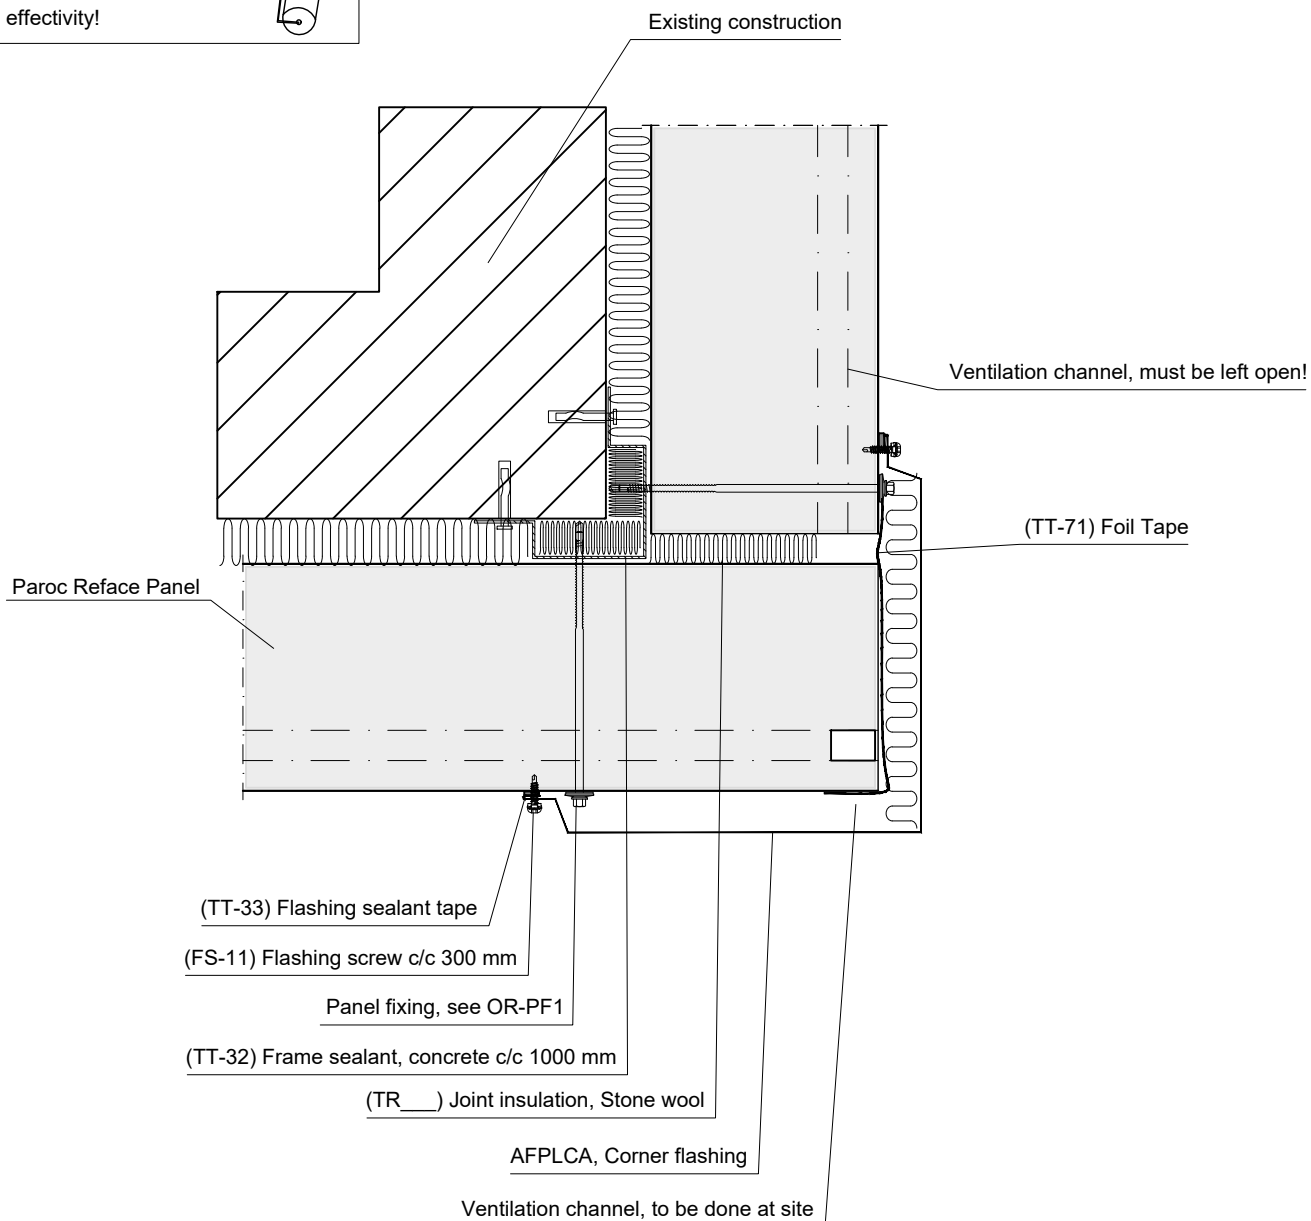 effectivity!
Existing construction
Ventilation channel, must be left open!
(TT-71) Foil Tape
Paroc Reface Panel
(TT-33) Flashing sealant tape
(FS-11) Flashing screw c/c 300 mm
Panel fixing, see OR-PF1
(TT-32) Frame sealant, concrete c/c 1000 mm
(TR___) Joint insulation, Stone wool
AFPLCA, Corner flashing
Ventilation channel, to be done at site